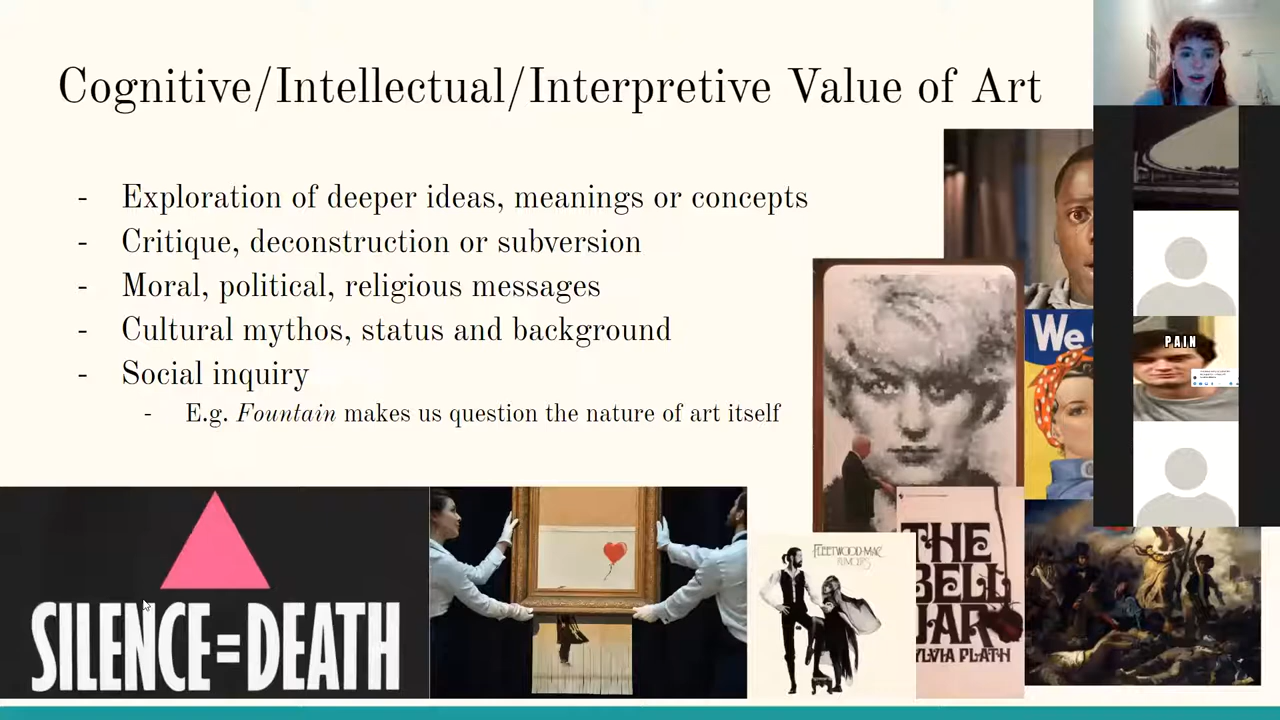 Cognitive/Intellectual/Interpretive Value of Art
- Exploration of deeper ideas, meanings or concepts
- Critique, deconstruction or subversion
- Moral, political, religious messages
- Cultural mythos, status and background
- Social inquiry
- E.g. Fountain makes us question the nature of art itself
We
PAIN
SILENCE=DEATH
FLEETWOOD MAC
RUMOURS
THE
BELL
JAR
SYLVIA PLATH